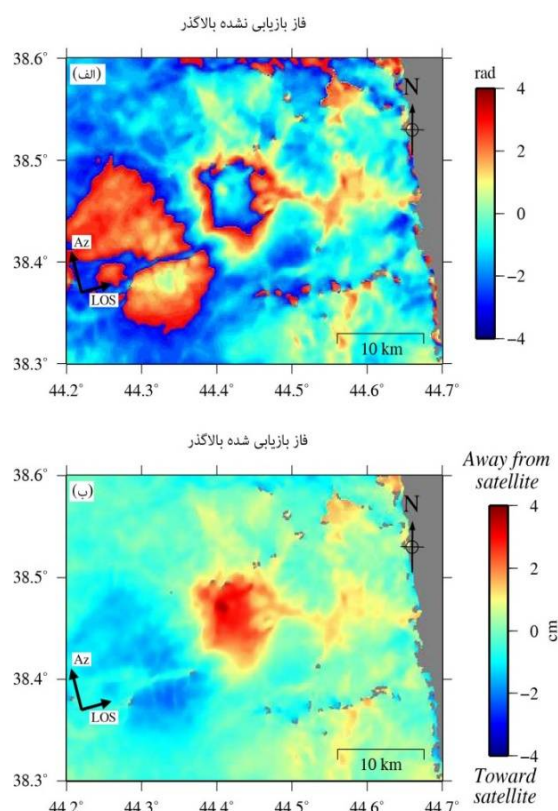 فاز بازیابی نشده بالاگذر
38.6°
(الف)
rad
N
4
38.5°
2
0
Az
38.4°
-2
LOS
10 km
-4
38.3°
44.2° 44.3° 44.4° 44.5° 44.6° 44.7°
فاز بازیابی شده بالاگذر
Away from
satellite
38.6°
(ب)
N
4
38.5°
2
0
cm
Az
38.4°
-2
LOS
10 km
-4
38.3°
Toward
satellite
44.2° 44.3° 44.4° 44.5° 44.6° 44.7°